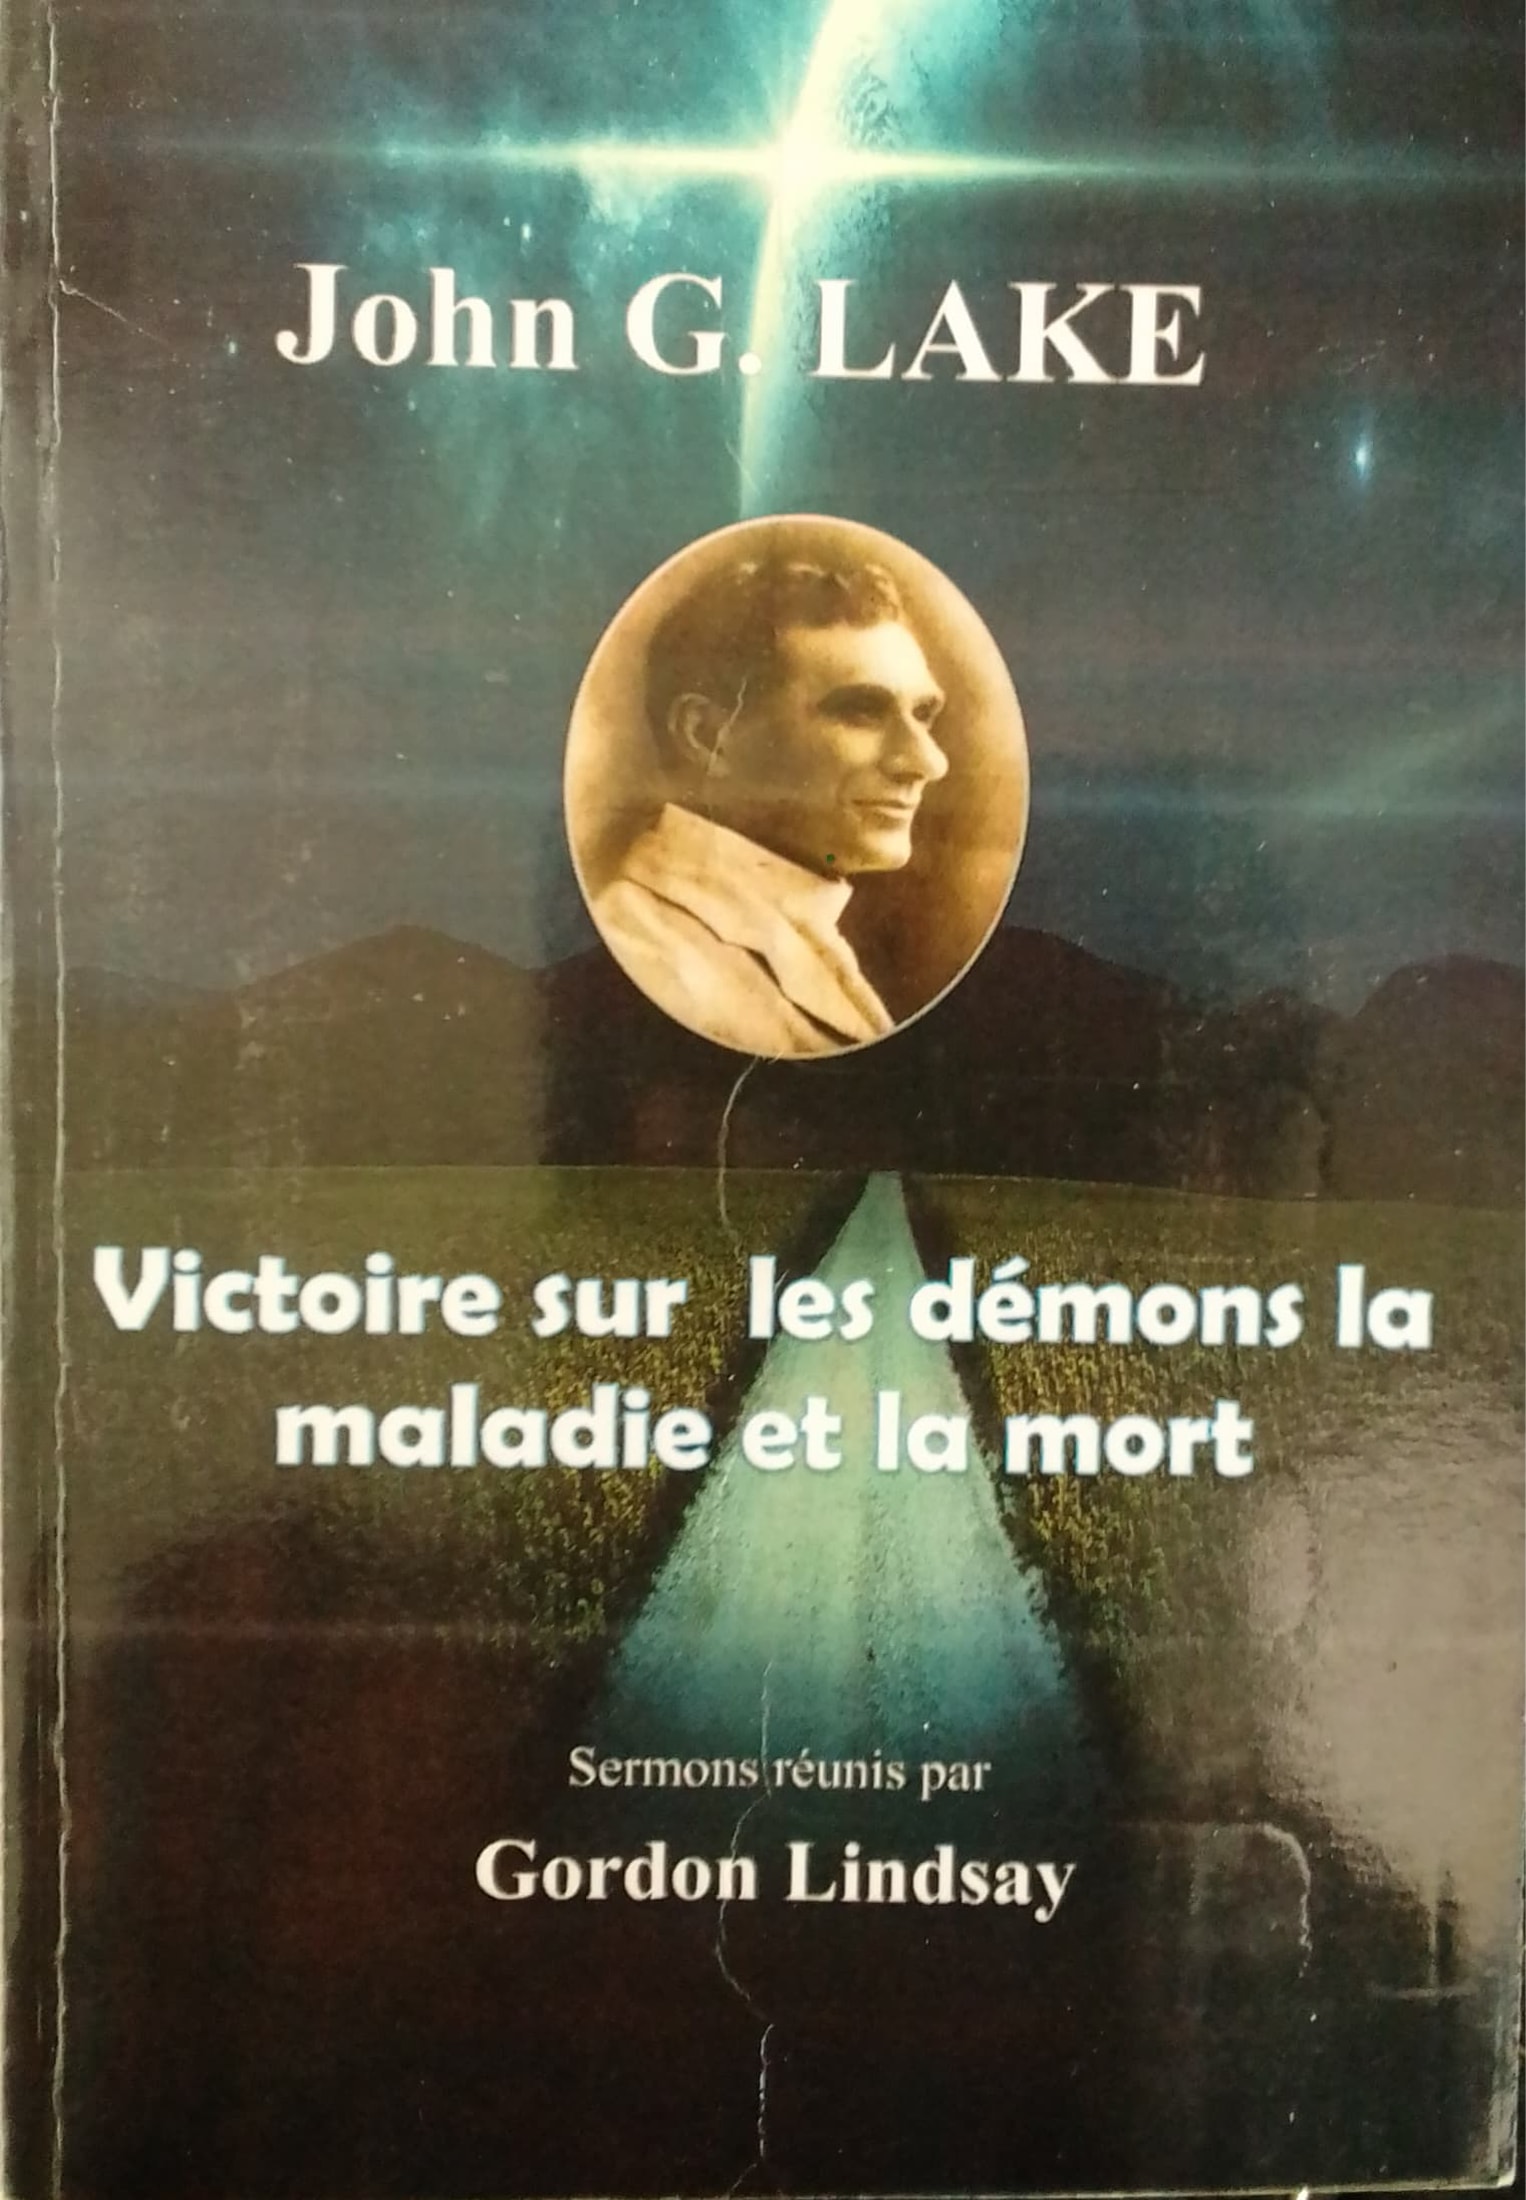 John G. LAKE
Victoire sur les démons la
maladie et la mort
Sermons réunis par
Gordon Lindsay